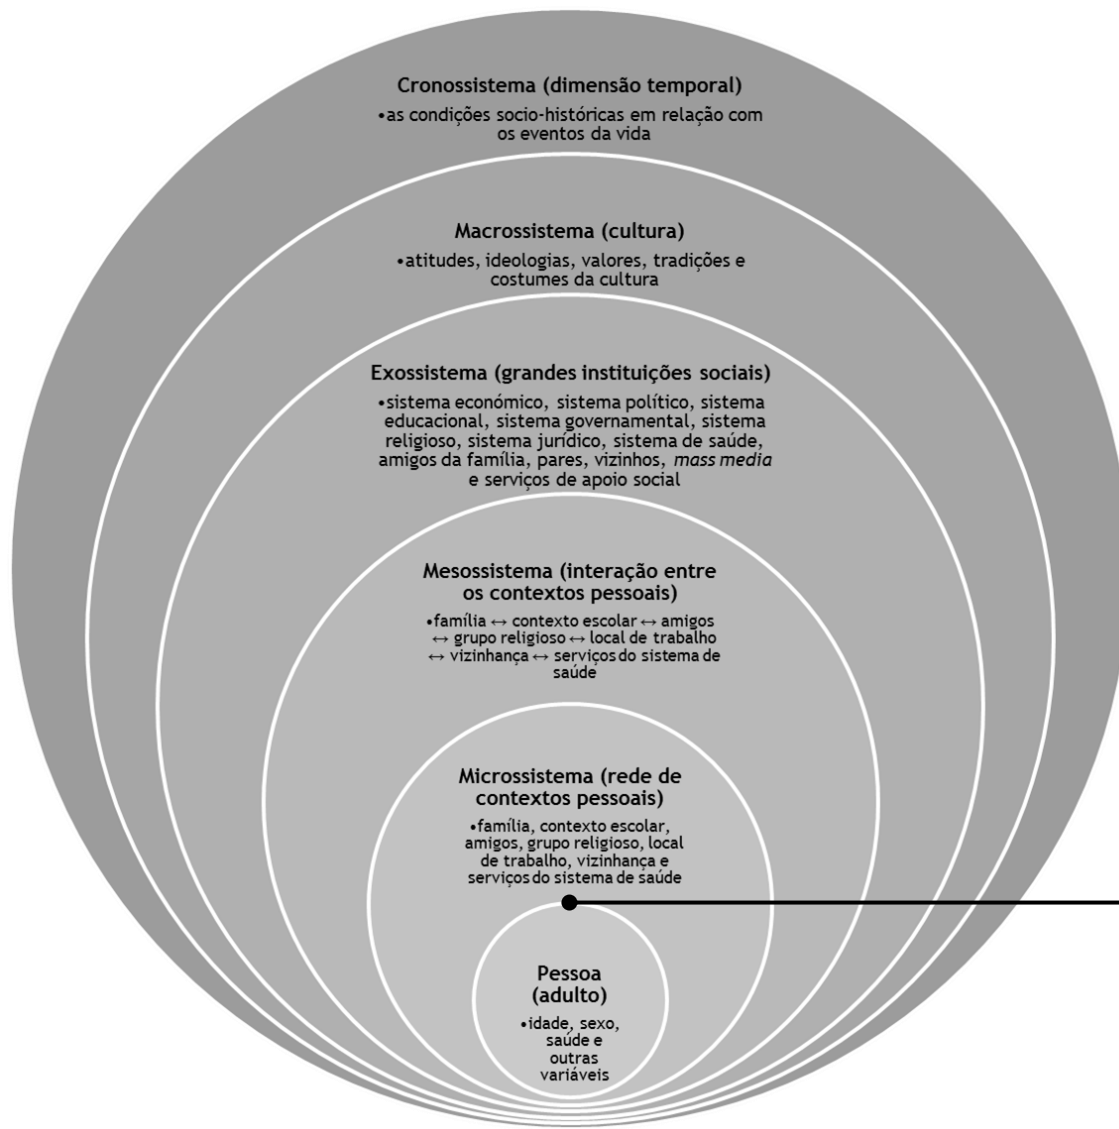 Cronossistema (dimensão temporal)
•as condições socio-históricas em relação com
os eventos da vida
Macrossistema (cultura)
•atitudes, ideologias, valores, tradições e
costumes da cultura
Exossistema (grandes instituições sociais)
•sistema económico, sistema político, sistema
educacional, sistema governamental, sistema
religioso, sistema jurídico, sistema de saúde,
amigos da família, pares, vizinhos, mass media
e serviços de apoio social
Mesossistema (interação entre
os contextos pessoais)
•família ↔ contexto escolar ↔ amigos
↔ grupo religioso ↔ local de trabalho
↔ vizinhança ↔ serviços do sistema de
saúde
Microssistema (rede de
contextos pessoais)
•família, contexto escolar,
amigos, grupo religioso, local
de trabalho, vizinhança e
serviços do sistema de saúde
Pessoa
(adulto)
•idade, sexo,
saúde e
outras
variáveis